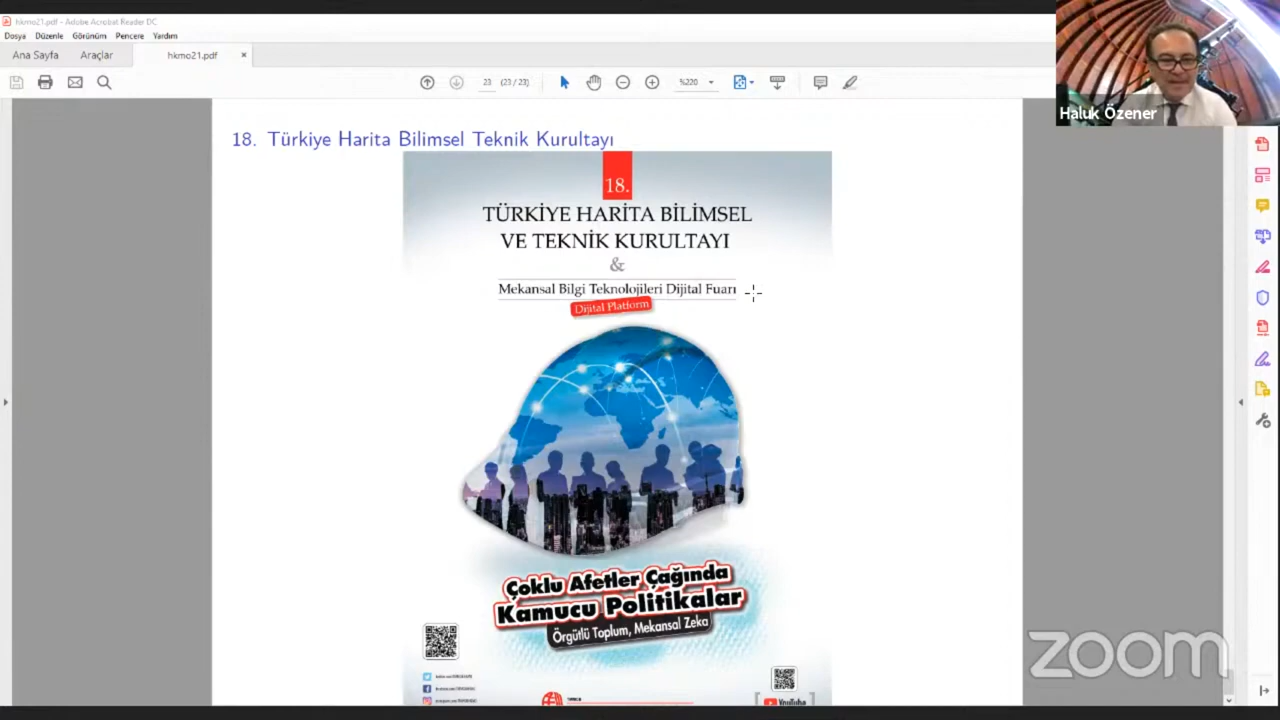 hkmo21.pdf - Adobe Acrobat Reader DC
Dosya Düzenle Görünüm Pencere Yardım
Ana Sayfa Araçlar hkmo21.pdf ×
23 (23 / 23) %220
Haluk Özener
18. Türkiye Harita Bilimsel Teknik Kurultayı
18.
TÜRKİYE HARİTA BİLİMSEL
VE TEKNİK KURULTAYI
&
Mekansal Bilgi Teknolojileri Dijital Fuarı
Dijital Platform
Çoklu Afetler Çağında
Kamucu Politikalar
Örgütlü Toplum, Mekansal Zeka
YouTube
zoom